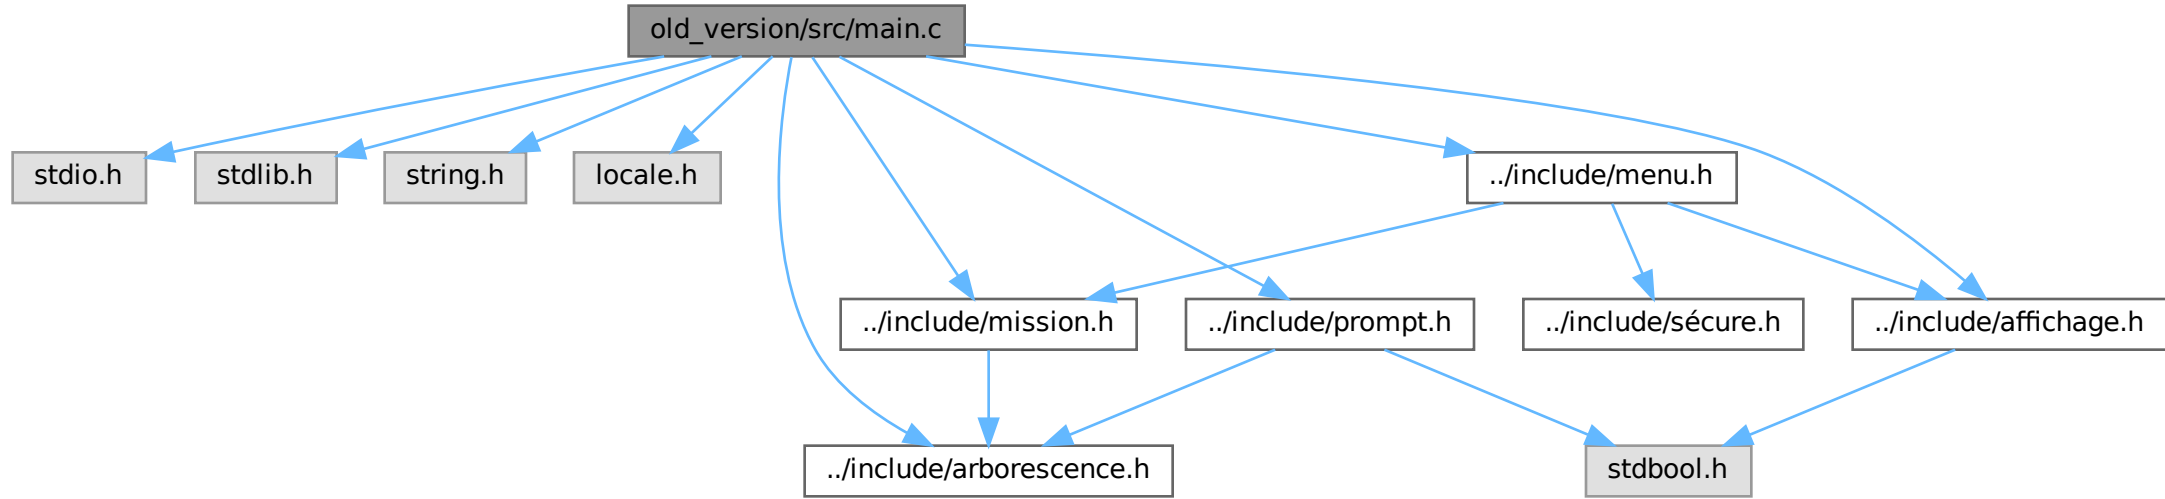 old_version/src/main.c
stdio.h
stdlib.h
string.h
locale.h
../include/menu.h
../include/mission.h
../include/prompt.h
../include/sécure.h
../include/affichage.h
../include/arborescence.h
stdbool.h